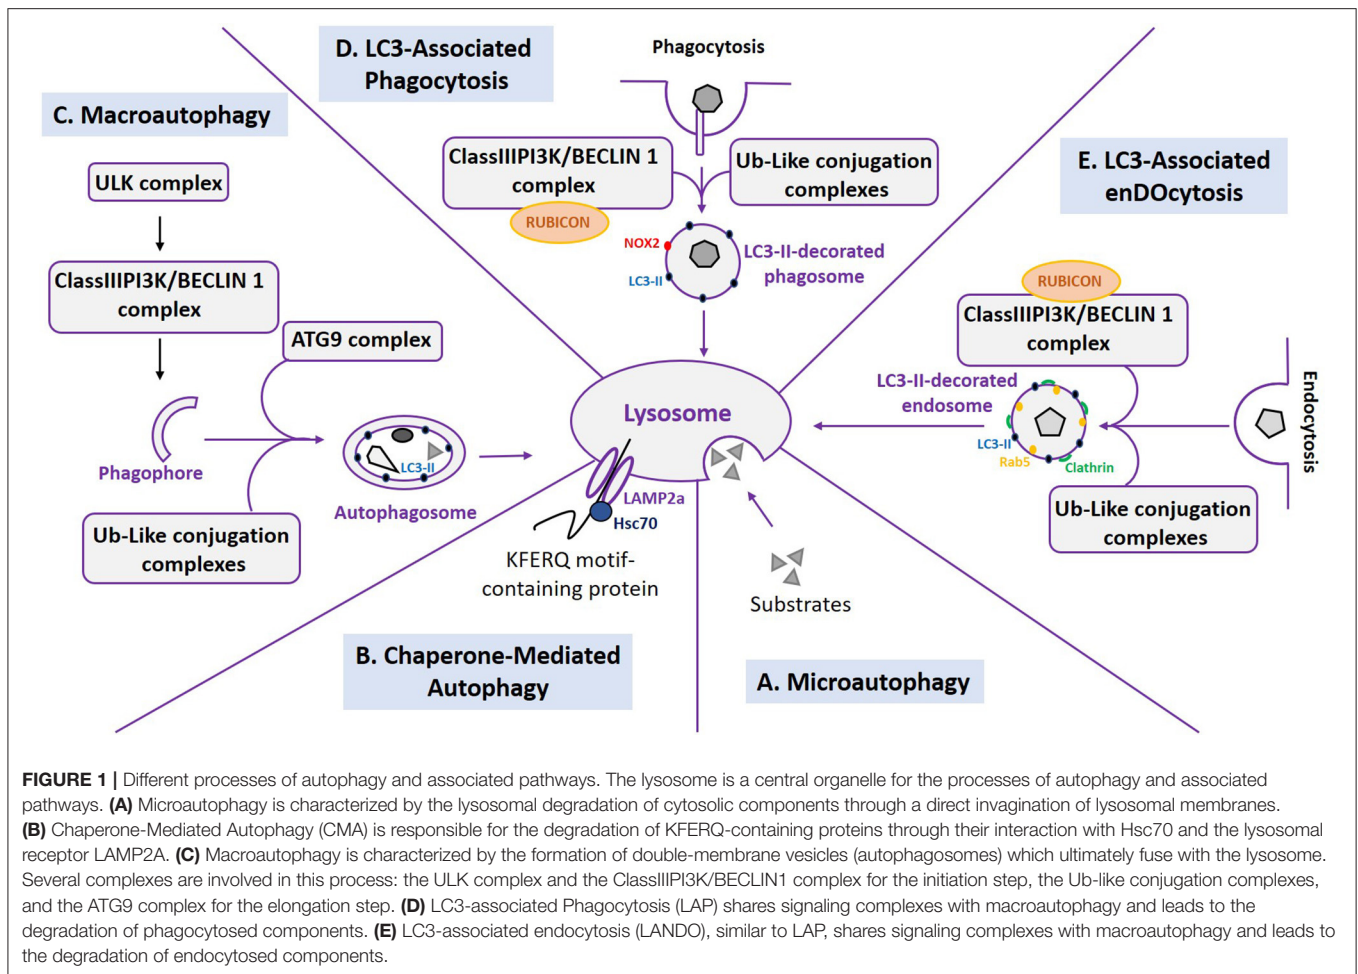 D. LC3-Associated
Phagocytosis
Phagocytosis
C. Macroautophagy
ULK complex
ClassIIIPI3K/BECLIN 1
complex
ATG9 complex
Phagophore
LC3-II
Autophagosome
Ub-Like conjugation
complexes
ClassIIIPI3K/BECLIN 1
complex
RUBICON
Ub-Like conjugation
complexes
NOX2
LC3-II
LC3-II-decorated
phagosome
E. LC3-Associated
enDOcytosis
RUBICON
ClassIIIPI3K/BECLIN 1
complex
LC3-II-decorated
endosome
LC3-II
Rab5
Clathrin
Endocytosis
Ub-Like conjugation
complexes
Lysosome
LAMP2a
Hsc70
KFERQ motif-
containing protein
Substrates
B. Chaperone-Mediated
Autophagy
A. Microautophagy
FIGURE 1 | Different processes of autophagy and associated pathways. The lysosome is a central organelle for the processes of autophagy and associated
pathways. (A) Microautophagy is characterized by the lysosomal degradation of cytosolic components through a direct invagination of lysosomal membranes.
(B) Chaperone-Mediated Autophagy (CMA) is responsible for the degradation of KFERQ-containing proteins through their interaction with Hsc70 and the lysosomal
receptor LAMP2A. (C) Macroautophagy is characterized by the formation of double-membrane vesicles (autophagosomes) which ultimately fuse with the lysosome.
Several complexes are involved in this process: the ULK complex and the ClassIIIPI3K/BECLIN1 complex for the initiation step, the Ub-like conjugation complexes,
and the ATG9 complex for the elongation step. (D) LC3-associated Phagocytosis (LAP) shares signaling complexes with macroautophagy and leads to the
degradation of phagocytosed components. (E) LC3-associated endocytosis (LANDO), similar to LAP, shares signaling complexes with macroautophagy and leads to
the degradation of endocytosed components.